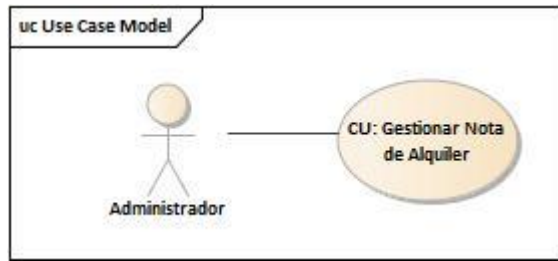 uc Use Case Model
CU: Gestionar Nota
de Alquiler
Administrador